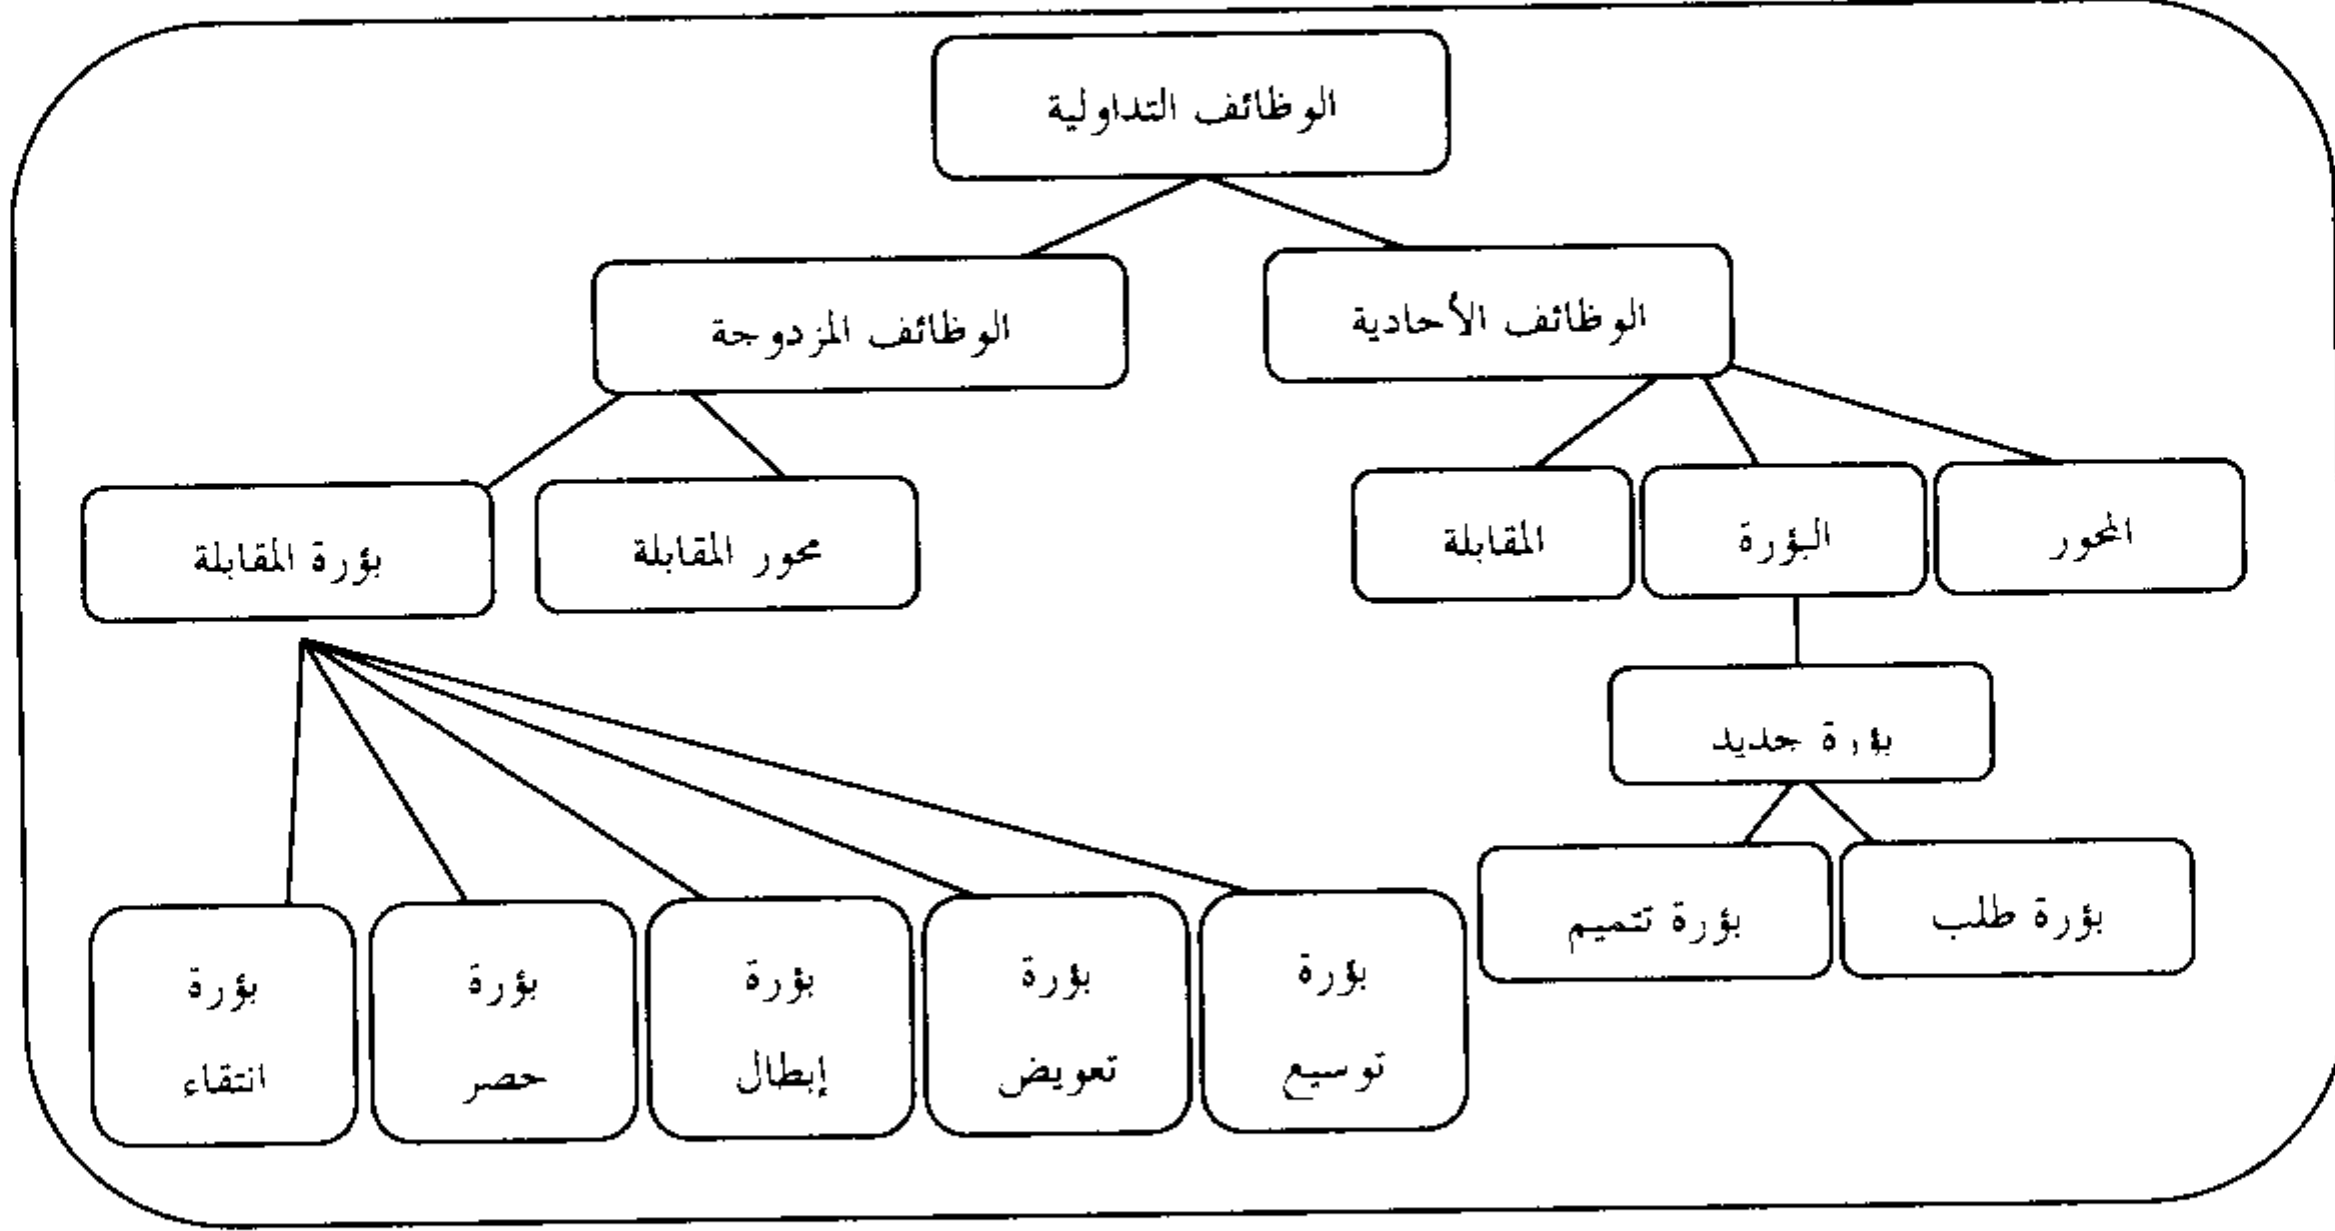 الوظائف التداولية
الوظائف الأحادية
الوظائف المزدوجة
المحور
البؤرة
المقابلة
محور المقابلة
بؤرة المقابلة
بؤرة جديد
بؤرة طلب
بؤرة تتميم
بؤرة
توسيع
بؤرة
تعويض
بؤرة
إبطال
بؤرة
حصر
بؤرة
انتقاء